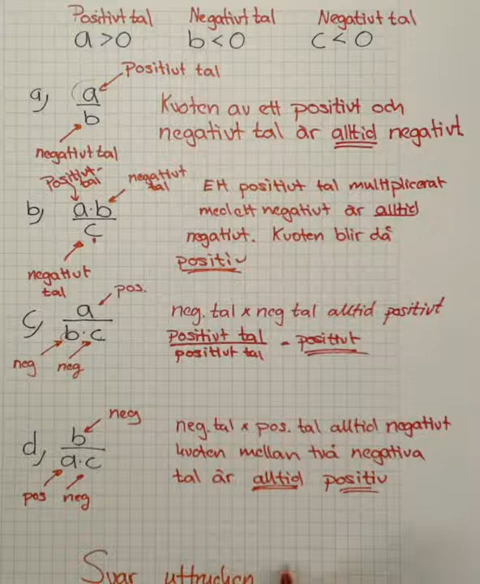 Positivt tal Negativt tal Negativt tal
a > 0 b < 0 c < 0
Positivt tal
a) a
b
negativt tal
Kvoten av ett positivt och
negativt tal är alltid negativt
Positivt tal negativt tal
b) a·b
c
negativt tal
Ett positivt tal multiplicerat
med ett negativt är alltid
negativt. Kvoten blir då
positiv
pos.
c) a
b·c
neg neg
neg. tal x neg tal alltid positivt
Positivt tal
positivt tal = positivt
neg
d) b
a·c
pos neg
neg. tal x pos. tal alltid negativt
kvoten mellan två negativa
tal är alltid positiv
Svar uttrycken